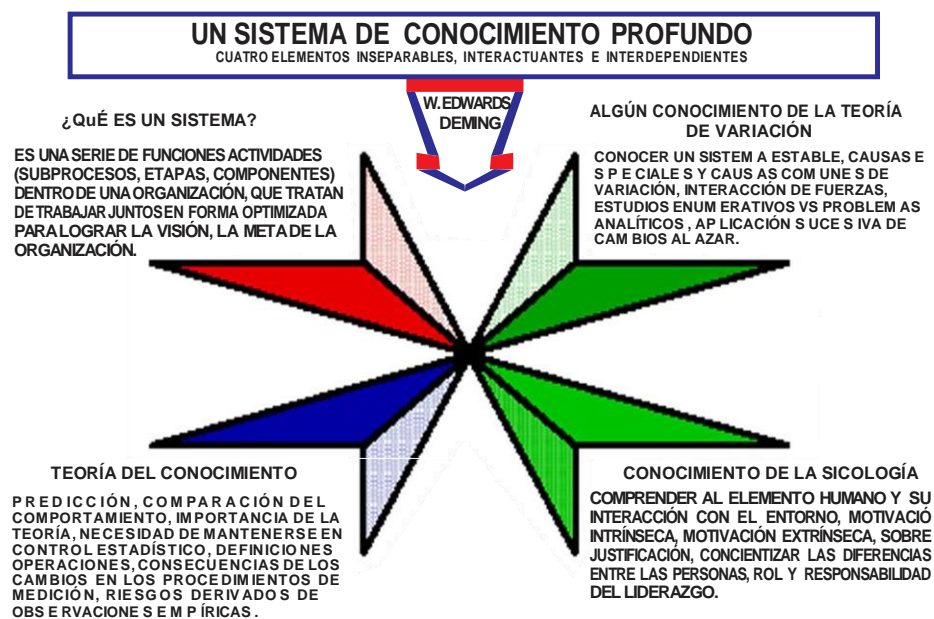 UN SISTEMA DE CONOCIMIENTO PROFUNDO
CUATRO ELEMENTOS INSEPARABLES, INTERACTUANTES E INTERDEPENDIENTES
W. EDWARDS
DEMING
¿QuÉ ES UN SISTEMA?
ES UNA SERIE DE FUNCIONES ACTIVIDADES
(SUBPROCESOS, ETAPAS, COMPONENTES)
DENTRO DE UNA ORGANIZACIÓN, QUE TRATAN
DE TRABAJAR JUNTOS EN FORMA OPTIMIZADA
PARA LOGRAR LA VISIÓN, LA META DE LA
ORGANIZACIÓN.
ALGÚN CONOCIMIENTO DE LA TEORÍA
DE VARIACIÓN
CONOCER UN SISTEM A ESTABLE, CAUSAS E
S P E CIALE S Y CAUS AS COM UNE S DE
VARIACIÓN, INTERACCIÓN DE FUERZAS,
ESTUDIOS ENUM ERATIVOS VS PROBLEM AS
ANALÍTICOS , AP LICACIÓN S UCE S IVA DE
CAM BIOS AL AZAR.
TEORÍA DEL CONOCIMIENTO
PREDICCIÓN, COMPARACIÓN DEL
COMPORTAMIENTO, IMPORTANCIA DE LA
TEORÍA, NECESIDAD DE MANTENERSE EN
CONTROL ESTADÍSTICO, DEFINICIONES
OPERACIONES, CONSECUENCIAS DE LOS
CAMBIOS EN LOS PROCEDIMIENTOS DE
MEDICIÓN, RIESGOS DERIVADOS DE
OBS E RVACIONE S E M P ÍRICAS .
CONOCIMIENTO DE LA SICOLOGÍA
COMPRENDER AL ELEMENTO HUMANO Y SU
INTERACCIÓN CON EL ENTORNO, MOTIVACIÓ
INTRÍNSECA, MOTIVACIÓN EXTRÍNSECA, SOBRE
JUSTIFICACIÓN, CONCIENTIZAR LAS DIFERENCIAS
ENTRE LAS PERSONAS, ROL Y RESPONSABILIDAD
DEL LIDERAZGO.